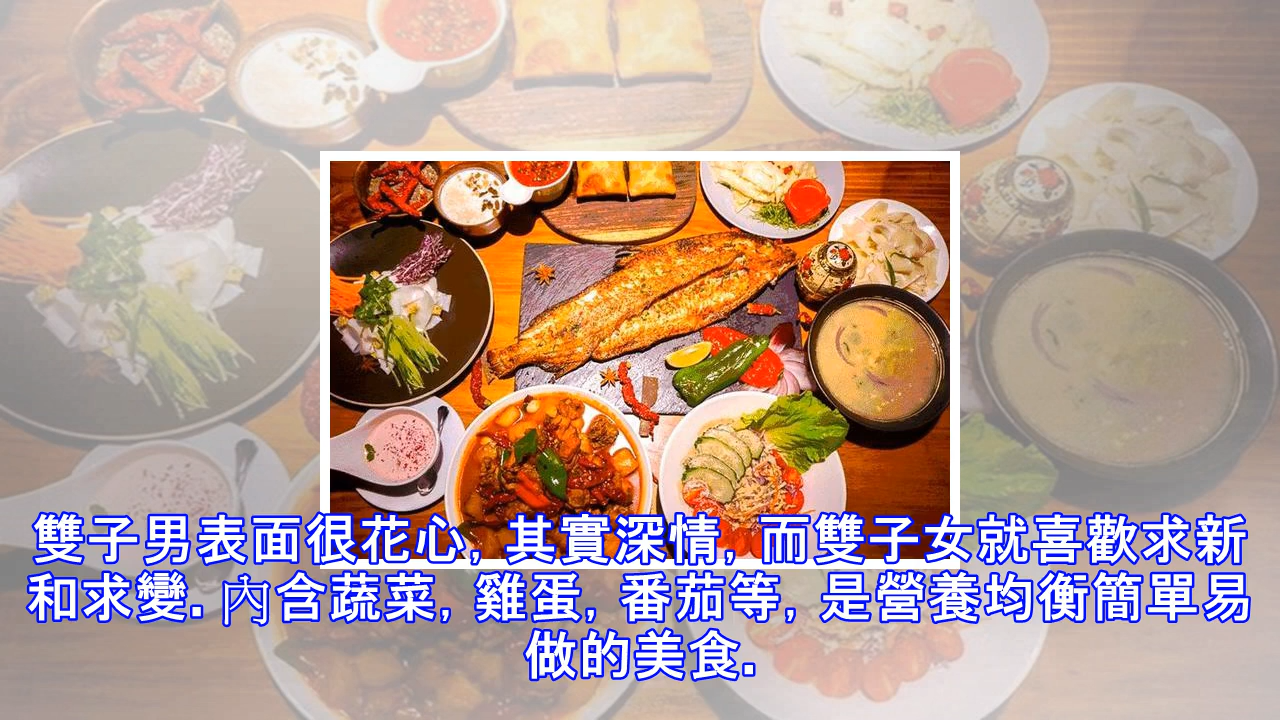 雙子男表面很花心, 其實深情, 而雙子女就喜歡求新
和求變. 內含蔬菜, 雞蛋, 番茄等, 是營養均衡簡單易
做的美食.